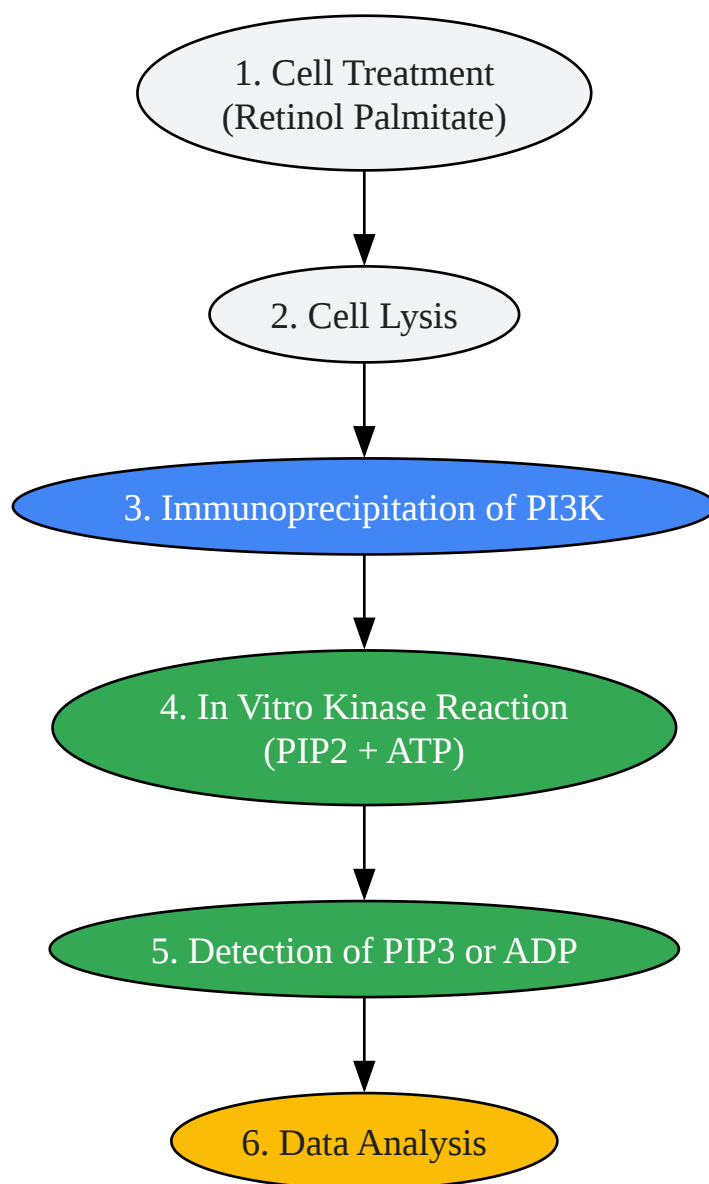 1. Cell Treatment
(Retinol Palmitate)
2. Cell Lysis
3. Immunoprecipitation of PI3K
4. In Vitro Kinase Reaction
(PIP2 + ATP)
5. Detection of PIP3 or ADP
6. Data Analysis